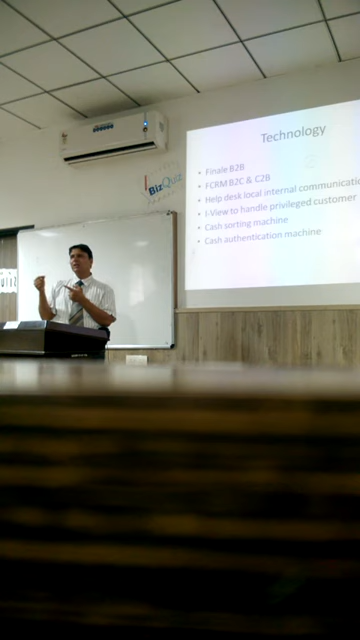 Technology
BizQuiz
• Finale B2B
• FCRM B2C & C2B
• Help desk local internal communicatio
• I-View to handle privileged customer
• Cash sorting machine
• Cash authentication machine